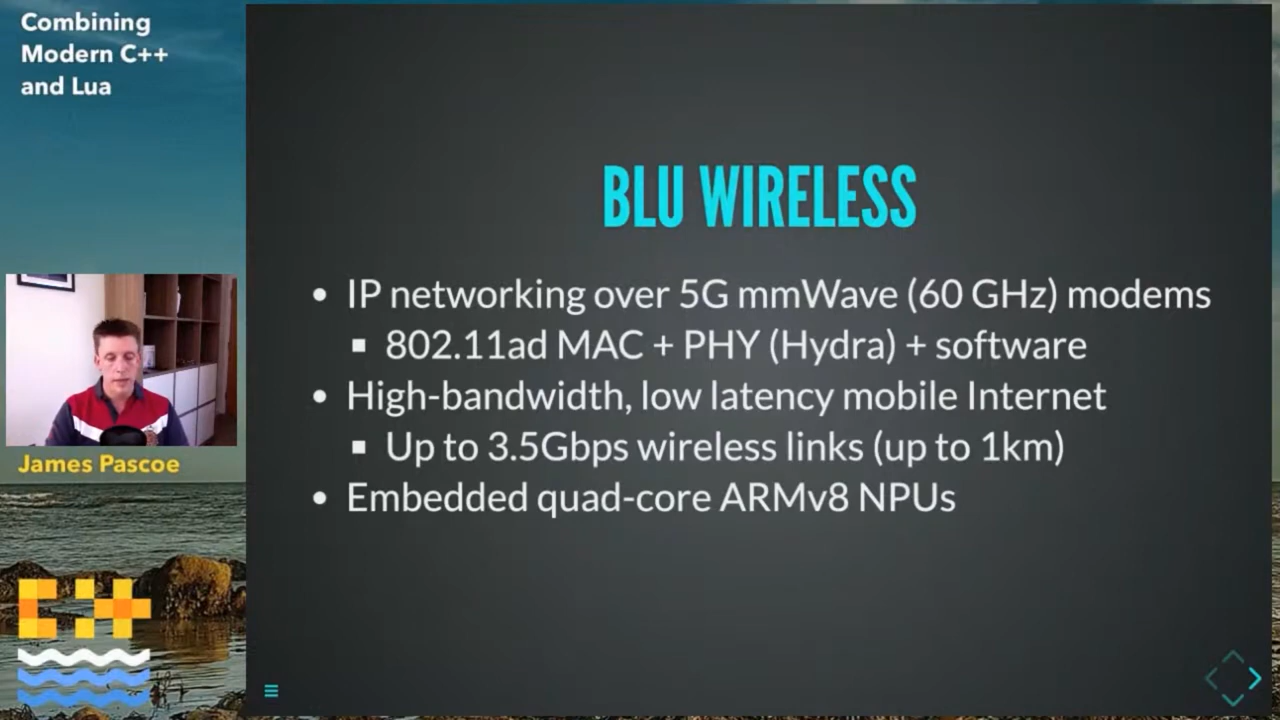 Combining
Modern C++
and Lua
BLU WIRELESS
• IP networking over 5G mmWave (60 GHz) modems
▪ 802.11ad MAC + PHY (Hydra) + software
• High-bandwidth, low latency mobile Internet
▪ Up to 3.5Gbps wireless links (up to 1km)
• Embedded quad-core ARMv8 NPUs
James Pascoe
C++